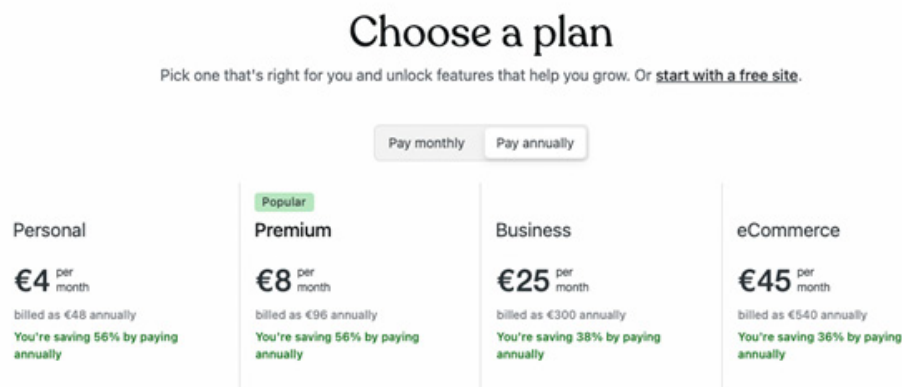 Choose a plan
Pick one that's right for you and unlock features that help you grow. Or start with a free site.
Pay monthly
Pay annually
Personal
€4 per month
billed as €48 annually
You're saving 56% by paying
annually
Popular
Premium
€8 per month
billed as €96 annually
You're saving 56% by paying
annually
Business
€25 per month
billed as €300 annually
You're saving 38% by paying
annually
eCommerce
€45 per month
billed as €540 annually
You're saving 36% by paying
annually